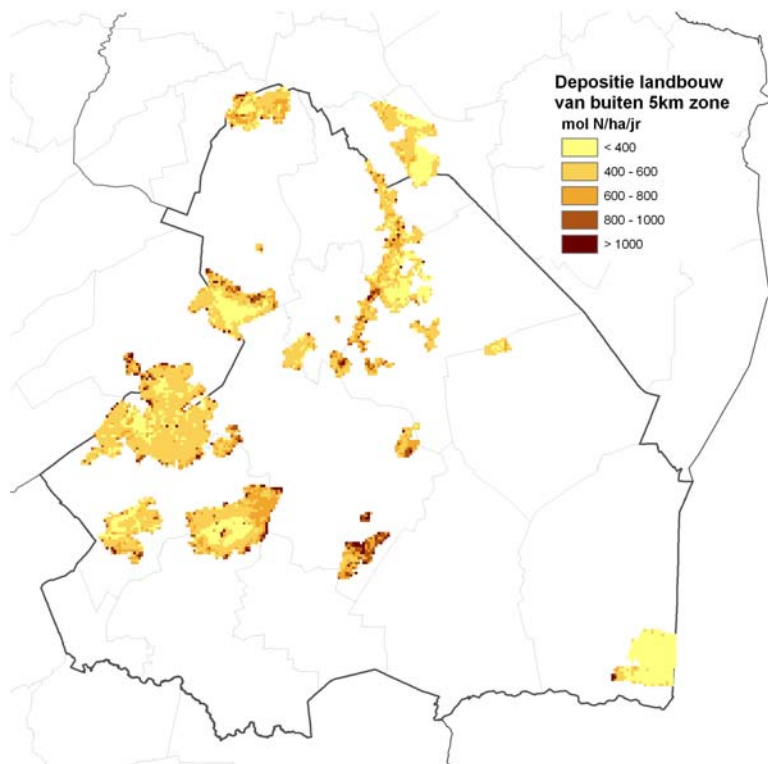 Depositie landbouw
van buiten 5km zone
mol N/ha/jr
< 400
400 - 600
600 - 800
800 - 1000
> 1000